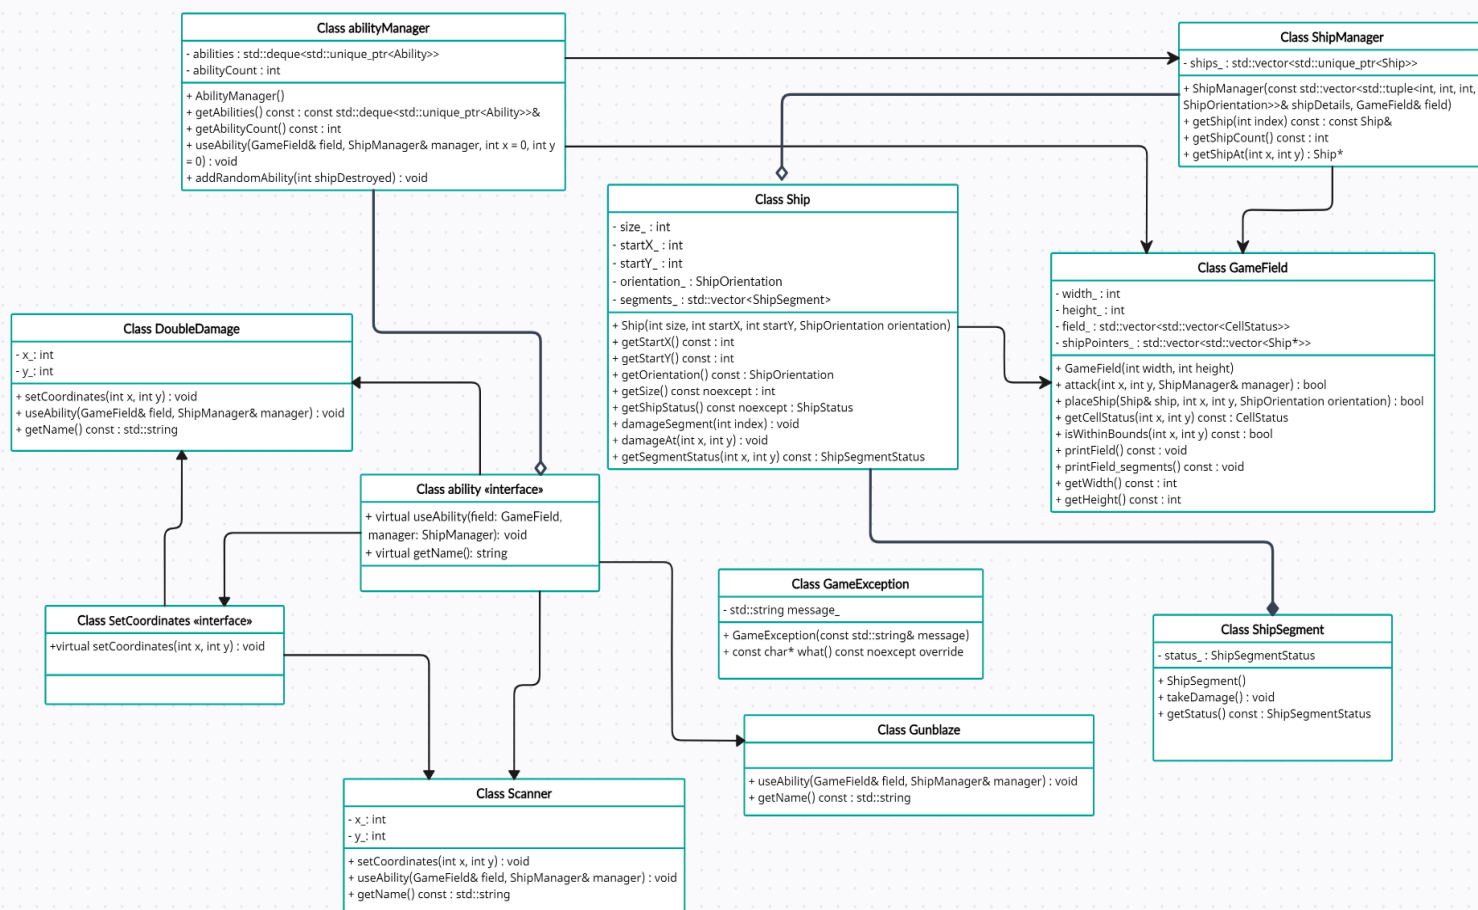 Class abilityManager
- abilities : std::deque<std::unique_ptr<Ability>>
- abilityCount : int
+ AbilityManager()
+ getAbilities() const : const std::deque<std::unique_ptr<Ability>>&
+ getAbilityCount() const : int
+ useAbility(GameField& field, ShipManager& manager, int x = 0, int y
= 0) : void
+ addRandomAbility(int shipDestroyed) : void
Class ShipManager
- ships_ : std::vector<std::unique_ptr<Ship>>
+ ShipManager(const std::vector<std::tuple<int, int, int,
ShipOrientation>>& shipDetails, GameField& field)
+ getShip(int index) const : const Ship&
+ getShipCount() const : int
+ getShipAt(int x, int y) : Ship*
Class Ship
- size_ : int
- startX_ : int
- startY_ : int
- orientation_ : ShipOrientation
- segments_ : std::vector<ShipSegment>
+ Ship(int size, int startX, int startY, ShipOrientation orientation)
+ getStartX() const : int
+ getStartY() const : int
+ getOrientation() const : ShipOrientation
+ getSize() const noexcept : int
+ getShipStatus() const noexcept : ShipStatus
+ damageSegment(int index) : void
+ damageAt(int x, int y) : void
+ getSegmentStatus(int x, int y) const : ShipSegmentStatus
Class GameField
- width_ : int
- height_ : int
- field_ : std::vector<std::vector<CellStatus>>
- shipPointers_ : std::vector<std::vector<Ship*>>
+ GameField(int width, int height)
+ attack(int x, int y, ShipManager& manager) : bool
+ placeShip(Ship& ship, int x, int y, ShipOrientation orientation) : bool
+ getCellStatus(int x, int y) const : CellStatus
+ isWithinBounds(int x, int y) const : bool
+ printField() const : void
+ printField_segments() const : void
+ getWidth() const : int
+ getHeight() const : int
Class DoubleDamage
- x_: int
- y_: int
+ setCoordinates(int x, int y) : void
+ useAbility(GameField& field, ShipManager& manager) : void
+ getName() const : std::string
Class ability «interface»
+ virtual useAbility(field: GameField,
manager: ShipManager): void
+ virtual getName(): string
Class SetCoordinates «interface»
+virtual setCoordinates(int x, int y) : void
Class GameException
- std::string message_
+ GameException(const std::string& message)
+ const char* what() const noexcept override
Class ShipSegment
- status_ : ShipSegmentStatus
+ ShipSegment()
+ takeDamage() : void
+ getStatus() const : ShipSegmentStatus
Class Gunblaze
+ useAbility(GameField& field, ShipManager& manager) : void
+ getName() const : std::string
Class Scanner
- x_: int
- y_: int
+ setCoordinates(int x, int y) : void
+ useAbility(GameField& field, ShipManager& manager) : void
+ getName() const : std::string